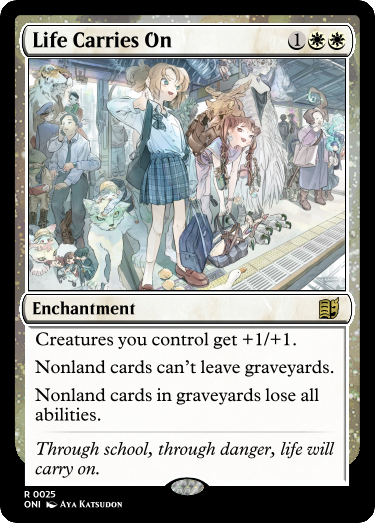 Life Carries On 1
Enchantment
Creatures you control get +1/+1.
Nonland cards can't leave graveyards.
Nonland cards in graveyards lose all
abilities.
Through school, through danger, life will
carry on.
R 0025
ONI Aya Katsudon